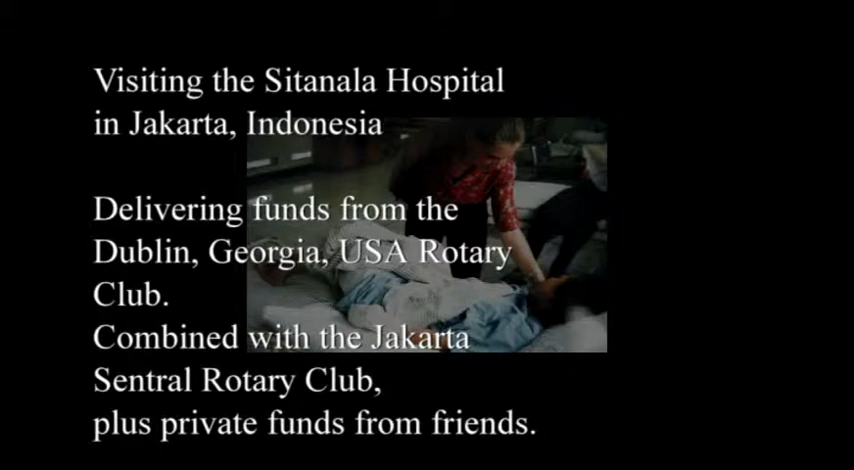 Visiting the Sitanala Hospital
in Jakarta, Indonesia
Delivering funds from the
Dublin, Georgia, USA Rotary
Club.
Combined with the Jakarta
Sentral Rotary Club,
plus private funds from friends.